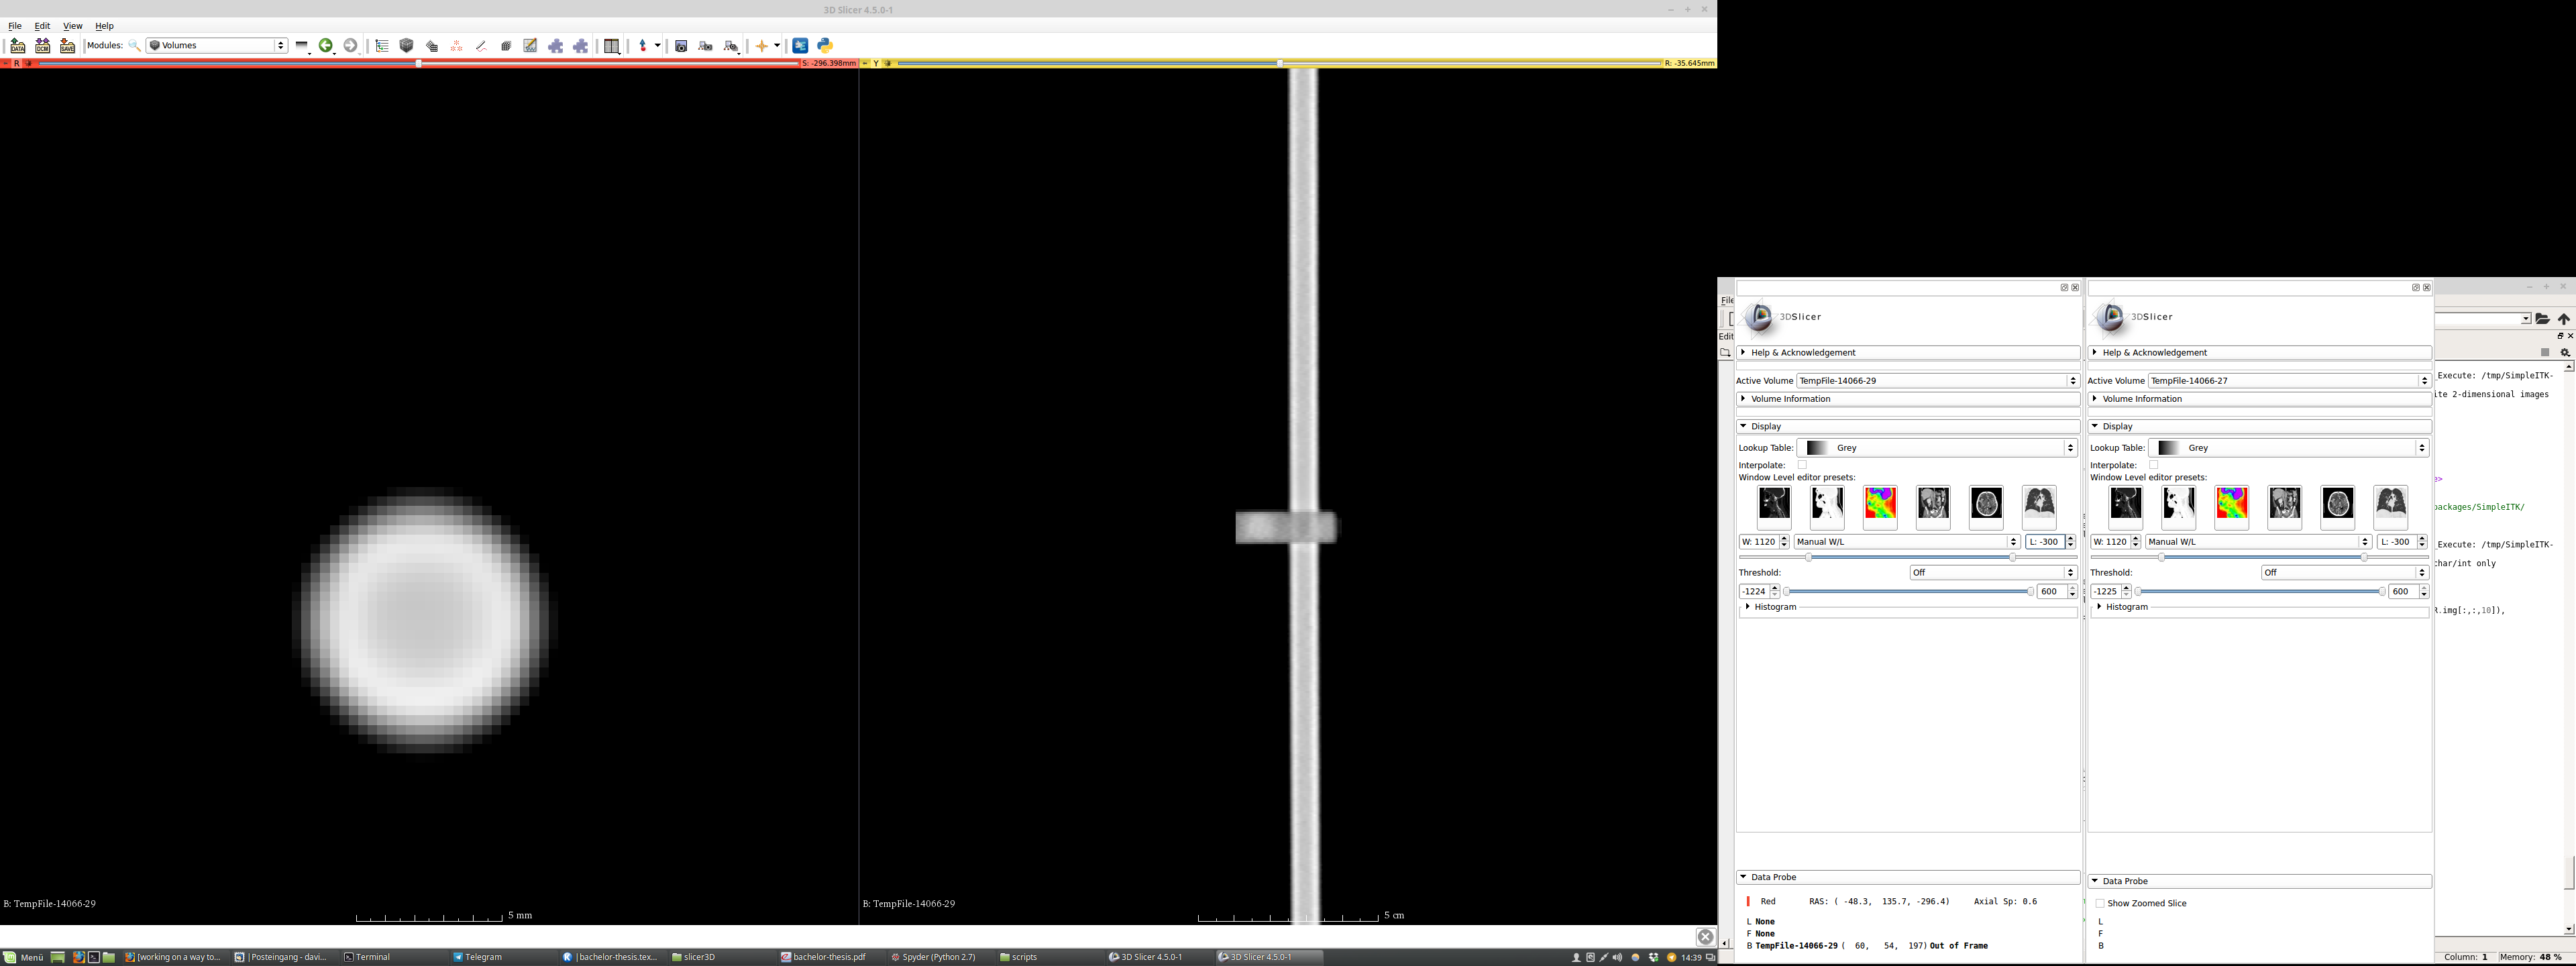 3D Slicer 4.5.0-1
File Edit View Help
DATA DCM SAVE Modules: Volumes
R S: -296.398mm Y R: -35.645mm
B: TempFile-14066-29
5 mm
B: TempFile-14066-29
5 cm
File
Edit
3DSlicer
Help & Acknowledgement
Active Volume TempFile-14066-29
Volume Information
Display
Lookup Table: Grey
Interpolate:
Window Level editor presets:
W: 1120 Manual W/L L: -300
Threshold: Off
-1224 600
Histogram
Data Probe
Red RAS: ( -48.3, 135.7, -296.4) Axial Sp: 0.6
L None
F None
B TempFile-14066-29 ( 60, 54, 197) Out of Frame
3DSlicer
Help & Acknowledgement
Active Volume TempFile-14066-27
Volume Information
Display
Lookup Table: Grey
Interpolate:
Window Level editor presets:
W: 1120 Manual W/L L: -300
Threshold: Off
-1225 600
Histogram
Data Probe
Show Zoomed Slice
L
F
B
_Execute: /tmp/SimpleITK-
ite 2-dimensional images
e>
packages/SimpleITK/
_Execute: /tmp/SimpleITK-
char/int only
R.img[:,:,10]),
Column: 1 Memory: 48 %
Menü [working on a way to... |Posteingang - davi... Terminal Telegram |bachelor-thesis.tex... slicer3D bachelor-thesis.pdf Spyder (Python 2.7) scripts 3D Slicer 4.5.0-1 3D Slicer 4.5.0-1 14:39